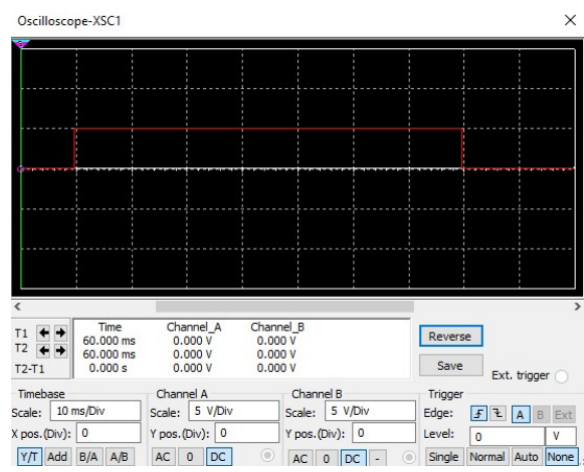 Oscilloscope-XSC1
Time Channel_A Channel_B
T1 60.000 ms 0.000 V 0.000 V
T2 60.000 ms 0.000 V 0.000 V
T2-T1 0.000 s 0.000 V 0.000 V
Reverse
Save
Ext. trigger
Timebase
Scale: 10 ms/Div
X pos.(Div): 0
Y/T Add B/A A/B
Channel A
Scale: 5 V/Div
Y pos.(Div): 0
AC 0 DC
Channel B
Scale: 5 V/Div
Y pos.(Div): 0
AC 0 DC -
Trigger
Edge: A B Ext
Level: 0 V
Single Normal Auto None